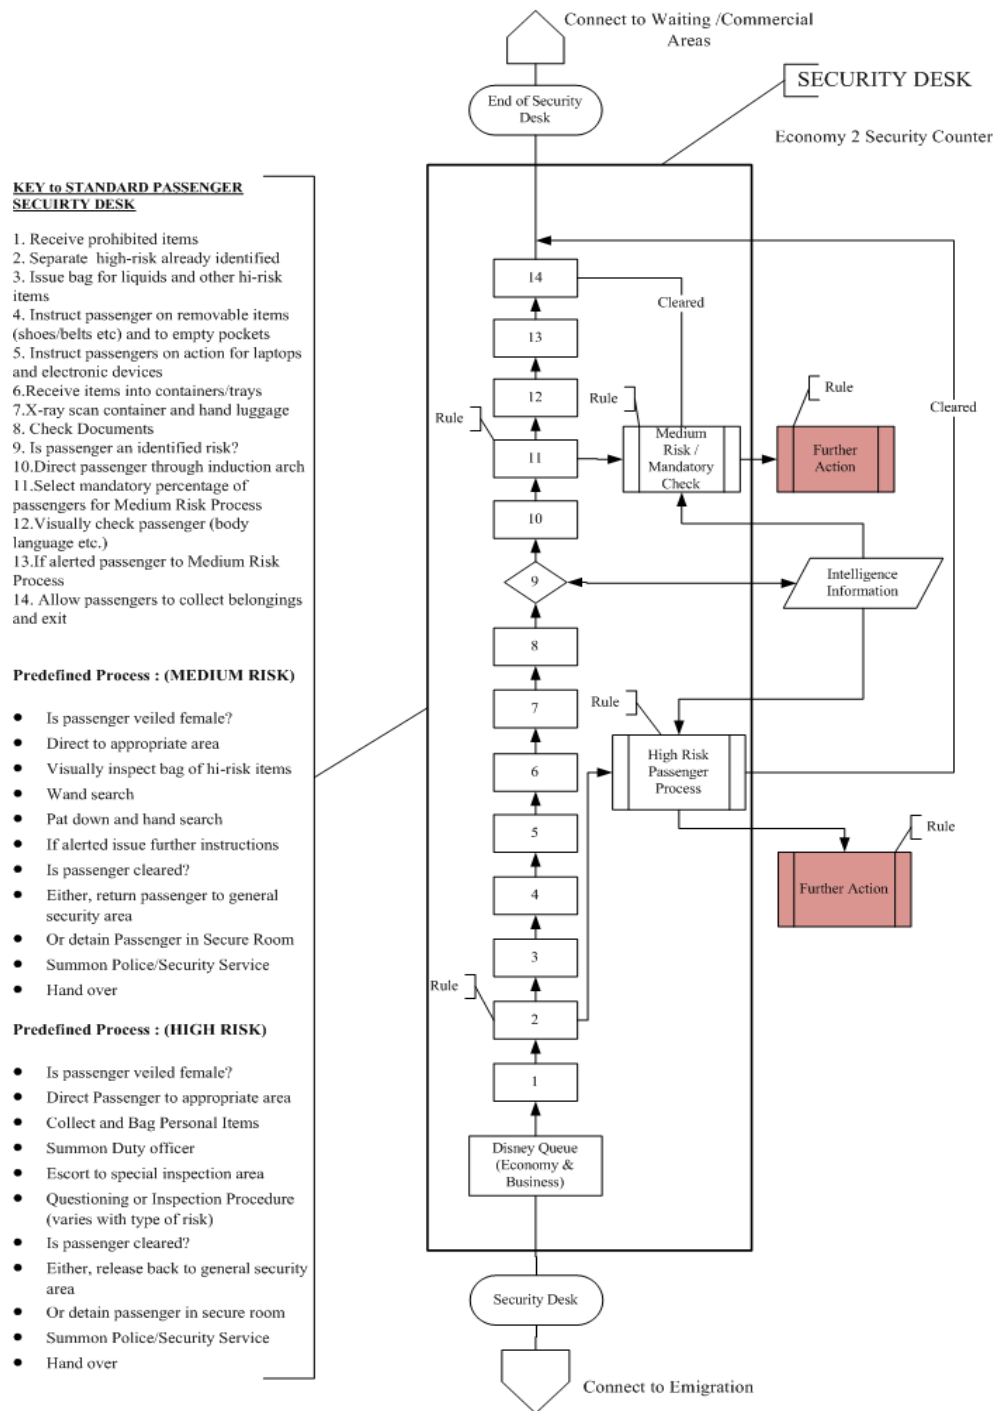 Connect to Waiting /Commercial
Areas
End of Security
Desk
SECURITY DESK
Economy 2 Security Counter
KEY to STANDARD PASSENGER
SECUIRTY DESK
1. Receive prohibited items
2. Separate high-risk already identified
3. Issue bag for liquids and other hi-risk
items
4. Instruct passenger on removable items
(shoes/belts etc) and to empty pockets
5. Instruct passengers on action for laptops
and electronic devices
6.Receive items into containers/trays
7.X-ray scan container and hand luggage
8. Check Documents
9. Is passenger an identified risk?
10.Direct passenger through induction arch
11.Select mandatory percentage of
passengers for Medium Risk Process
12.Visually check passenger (body
language etc.)
13.If alerted passenger to Medium Risk
Process
14. Allow passengers to collect belongings
and exit
Predefined Process : (MEDIUM RISK)
● Is passenger veiled female?
● Direct to appropriate area
● Visually inspect bag of hi-risk items
● Wand search
● Pat down and hand search
● If alerted issue further instructions
● Is passenger cleared?
● Either, return passenger to general
security area
● Or detain Passenger in Secure Room
● Summon Police/Security Service
● Hand over
Predefined Process : (HIGH RISK)
● Is passenger veiled female?
● Direct Passenger to appropriate area
● Collect and Bag Personal Items
● Summon Duty officer
● Escort to special inspection area
● Questioning or Inspection Procedure
(varies with type of risk)
● Is passenger cleared?
● Either, release back to general security
area
● Or detain passenger in secure room
● Summon Police/Security Service
● Hand over
14
Cleared
13
12
Rule
Rule
Rule
Cleared
11
Medium
Risk /
Mandatory
Check
Further
Action
10
9
Intelligence
Information
8
7
Rule
High Risk
Passenger
Process
6
5
Rule
Further Action
4
3
Rule
2
1
Disney Queue
(Economy &
Business)
Security Desk
Connect to Emigration